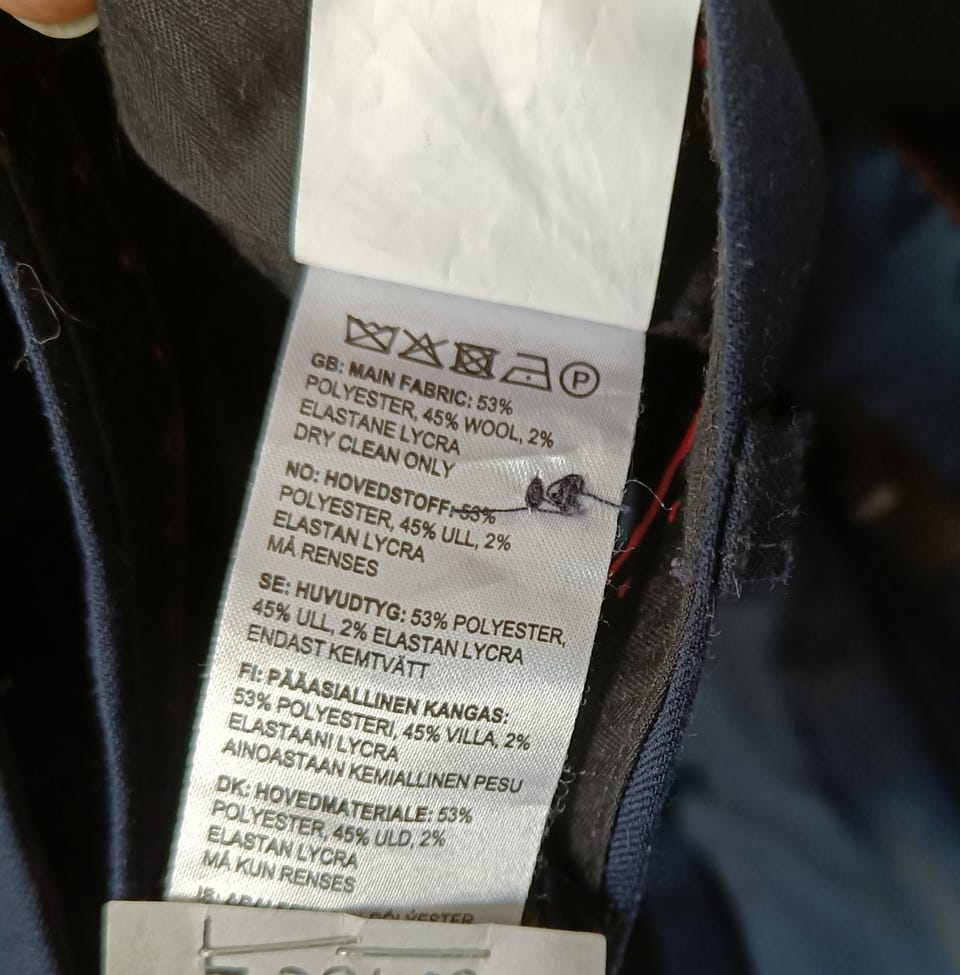 P
GB: MAIN FABRIC: 53%
POLYESTER, 45% WOOL, 2%
ELASTANE LYCRA
DRY CLEAN ONLY
NO: HOVEDSTOFF: 53%
POLYESTER, 45% ULL, 2%
ELASTAN LYCRA
MÅ RENSES
SE: HUVUDTYG: 53% POLYESTER,
45% ULL, 2% ELASTAN LYCRA
ENDAST KEMTVÄTT
FI: PÄÄASIALLINEN KANGAS:
53% POLYESTERI, 45% VILLA, 2%
ELASTAANI LYCRA
AINOASTAAN KEMIALLINEN PESU
DK: HOVEDMATERIALE: 53%
POLYESTER, 45% ULD, 2%
ELASTAN LYCRA
MÅ KUN RENSES
POLYESTER